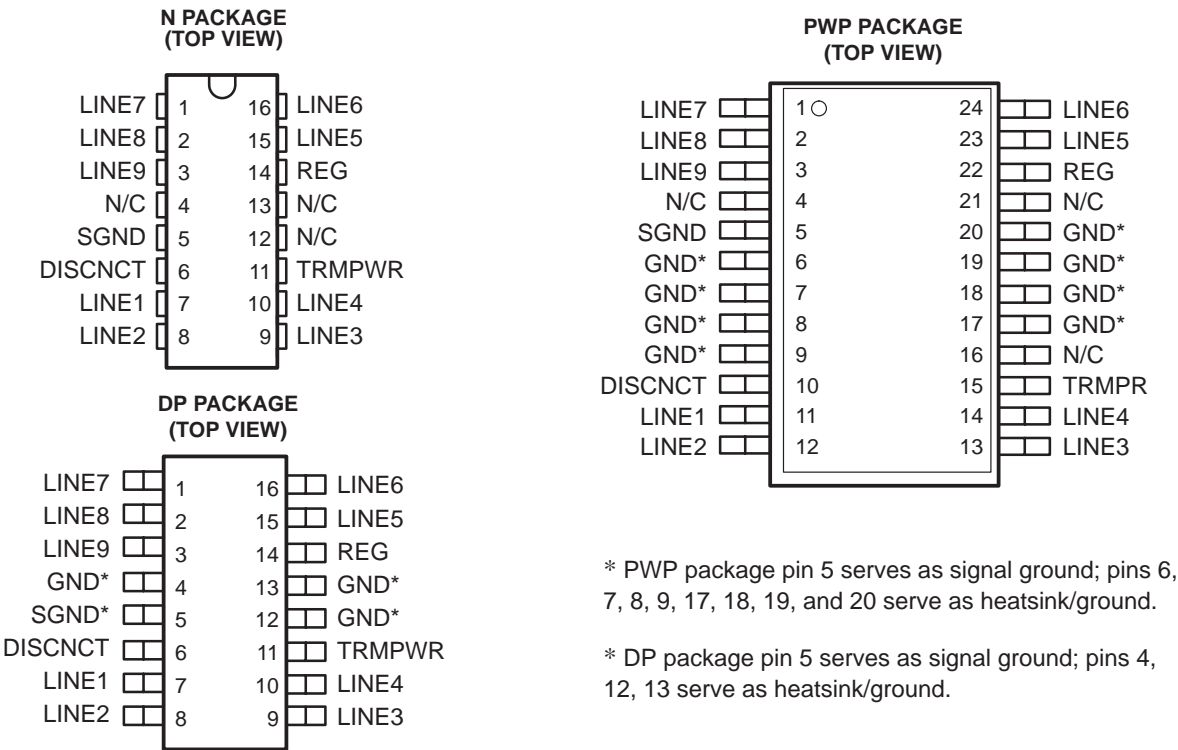 N PACKAGE
(TOP VIEW)
LINE7 1 16 LINE6
LINE8 2 15 LINE5
LINE9 3 14 REG
N/C 4 13 N/C
SGND 5 12 N/C
DISCNCT 6 11 TRMPWR
LINE1 7 10 LINE4
LINE2 8 9 LINE3
DP PACKAGE
(TOP VIEW)
LINE7 1 16 LINE6
LINE8 2 15 LINE5
LINE9 3 14 REG
GND* 4 13 GND*
SGND* 5 12 GND*
DISCNCT 6 11 TRMPWR
LINE1 7 10 LINE4
LINE2 8 9 LINE3
PWP PACKAGE
(TOP VIEW)
LINE7 1 24 LINE6
LINE8 2 23 LINE5
LINE9 3 22 REG
N/C 4 21 N/C
SGND 5 20 GND*
GND* 6 19 GND*
GND* 7 18 GND*
GND* 8 17 GND*
GND* 9 16 N/C
DISCNCT 10 15 TRMPR
LINE1 11 14 LINE4
LINE2 12 13 LINE3
* PWP package pin 5 serves as signal ground; pins 6,
7, 8, 9, 17, 18, 19, and 20 serve as heatsink/ground.
* DP package pin 5 serves as signal ground; pins 4,
12, 13 serve as heatsink/ground.